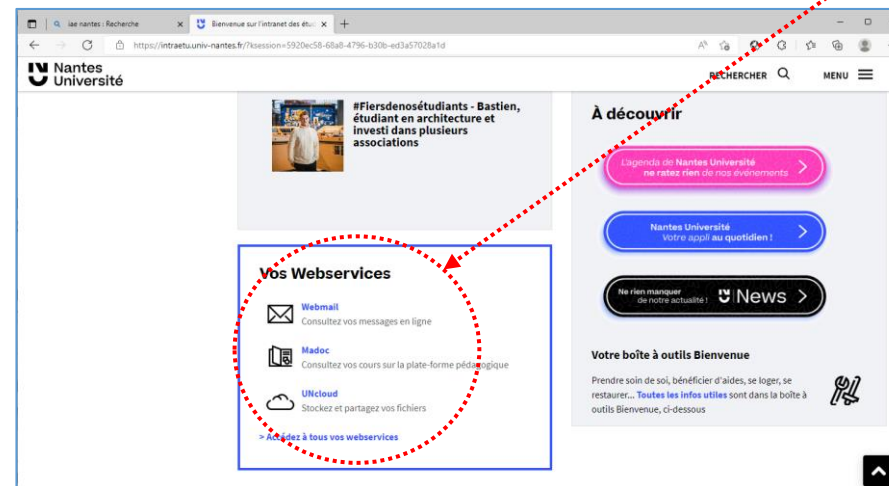 iae nantes : Recherche
Bienvenue sur l'intranet des étu
https://intraetu.univ-nantes.fr/?ksession=5920ec58-68a8-4796-b30b-ed3a57028a1d
Nantes
Université
RECHERCHER
MENU
#Fiersdenosétudiants - Bastien,
étudiant en architecture et
investi dans plusieurs
associations
Vos Webservices
Webmail
Consultez vos messages en ligne
Madoc
Consultez vos cours sur la plate-forme pédagogique
UNcloud
Stockez et partagez vos fichiers
> Accédez à tous vos webservices
À découvrir
L'agenda de Nantes Université
ne ratez rien de nos événements
Nantes Université
Votre appli au quotidien !
Ne rien manquer
de notre actualité !
News
Votre boîte à outils Bienvenue
Prendre soin de soi, bénéficier d'aides, se loger, se
restaurer... Toutes les infos utiles sont dans la boîte à
outils Bienvenue, ci-dessous